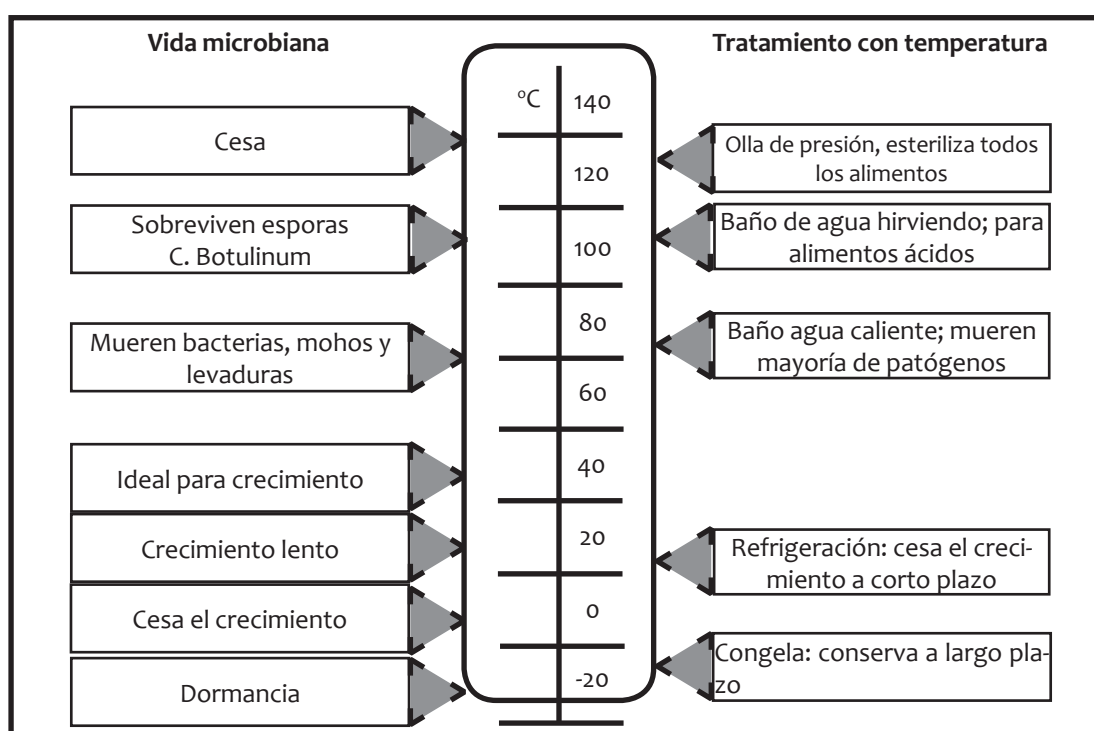 Vida microbiana
Tratamiento con temperatura
ºC
140
Cesa
Olla de presión, esteriliza todos
los alimentos
120
Sobreviven esporas
C. Botulinum
Baño de agua hirviendo; para
alimentos ácidos
100
Mueren bacterias, mohos y
levaduras
80
Baño agua caliente; mueren
mayoría de patógenos
60
Ideal para crecimiento
40
Crecimiento lento
20
Refrigeración: cesa el creci-
miento a corto plazo
Cesa el crecimiento
0
Dormancia
-20
Congela: conserva a largo pla-
zo